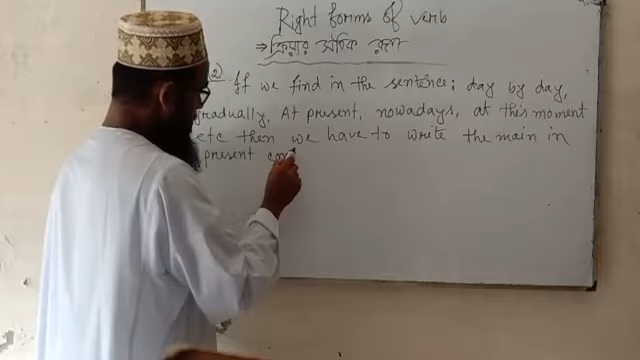 Right forms of verb
⇒ ক্রিয়ার সঠিক রূপ
2 If we find in the sentence; day by day,
gradually, At present, nowadays, at this moment
etc then we have to write the main in
present con